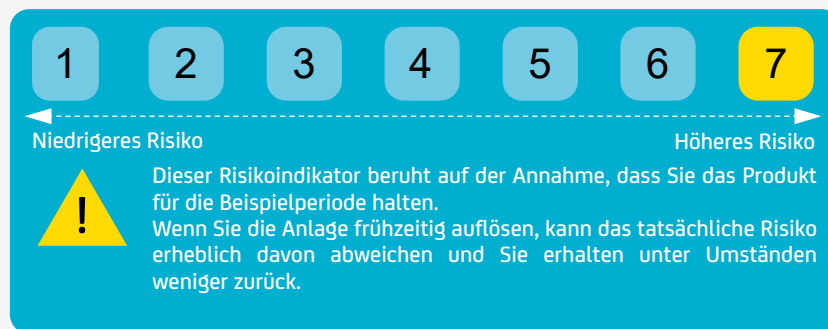 1 2 3 4 5 6 7
Niedrigeres Risiko Höheres Risiko
! Dieser Risikoindikator beruht auf der Annahme, dass Sie das Produkt
für die Beispielperiode halten.
Wenn Sie die Anlage frühzeitig auflösen, kann das tatsächliche Risiko
erheblich davon abweichen und Sie erhalten unter Umständen
weniger zurück.